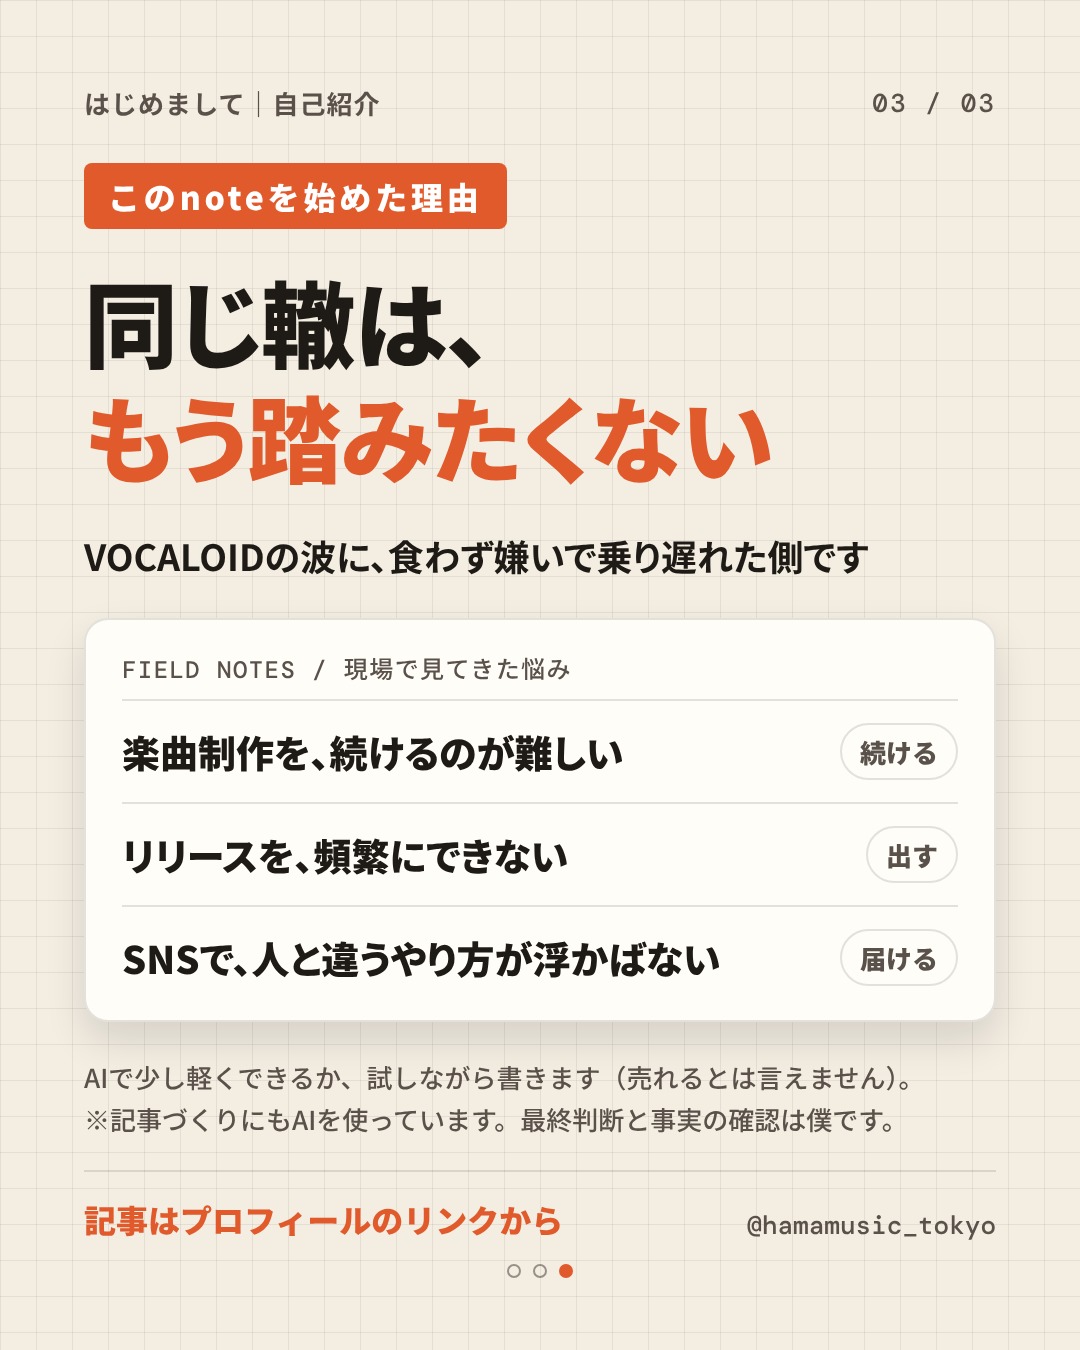 はじめまして｜自己紹介
03 / 03
このnoteを始めた理由
同じ轍は、
もう踏みたくない
VOCALOIDの波に、食わず嫌いで乗り遅れた側です
FIELD NOTES / 現場で見てきた悩み
楽曲制作を、続けるのが難しい
続ける
リリースを、頻繁にできない
出す
SNSで、人と違うやり方が浮かばない
届ける
AIで少し軽くできるか、試しながら書きます（売れるとは言えません）。
※記事づくりにもAIを使っています。最終判断と事実の確認は僕です。
記事はプロフィールのリンクから
@hamamusic_tokyo